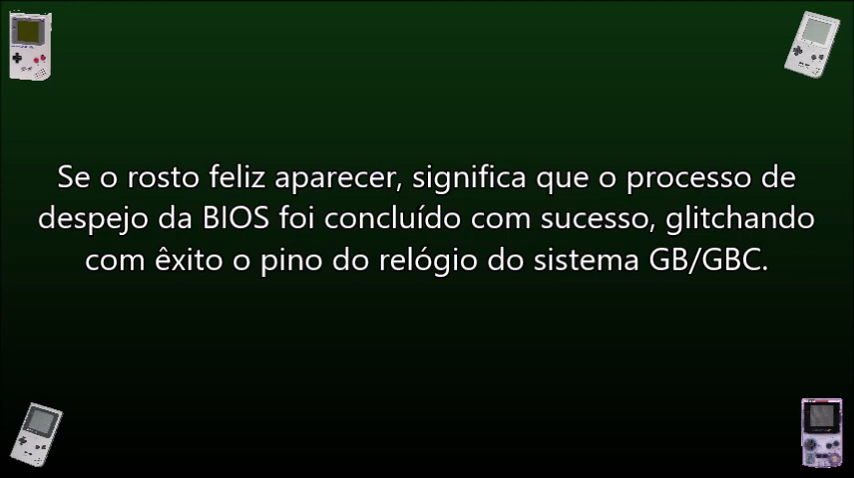 Se o rosto feliz aparecer, significa que o processo de
despejo da BIOS foi concluído com sucesso, glitchando
com êxito o pino do relógio do sistema GB/GBC.